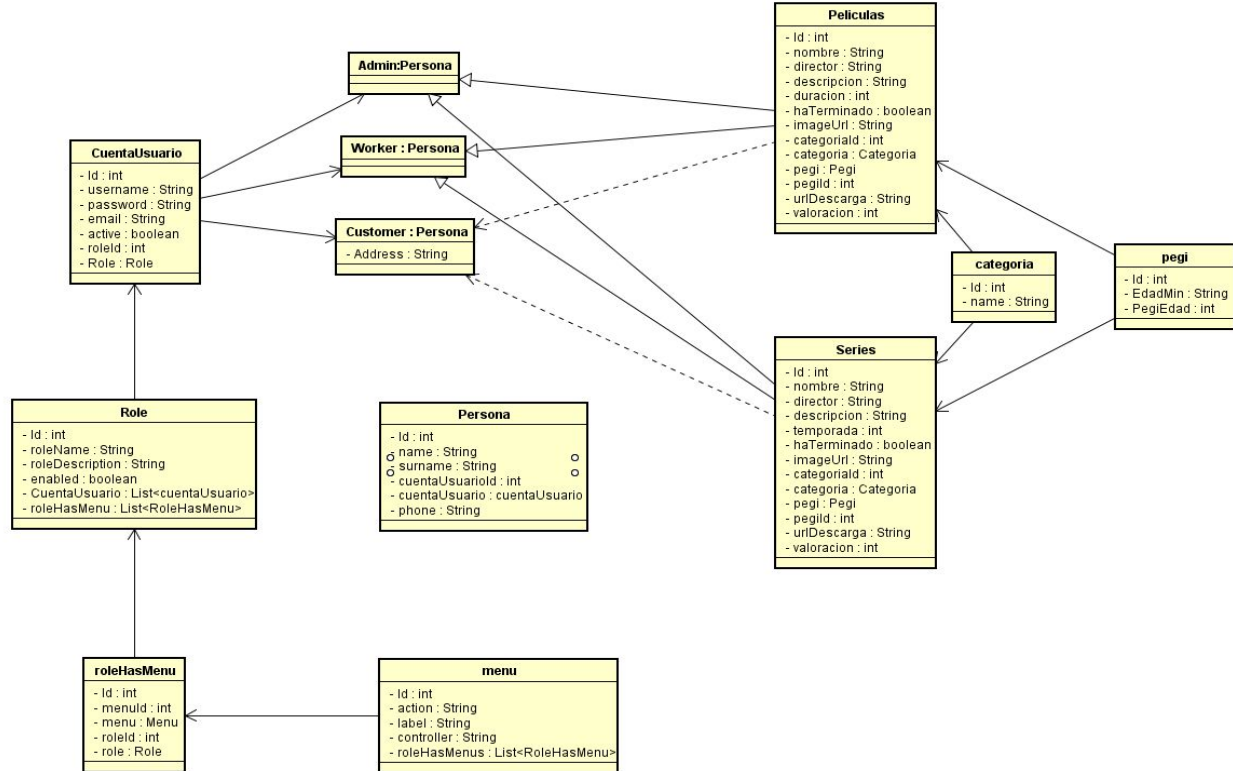 Peliculas
- Id : int
- nombre : String
- director : String
- descripcion : String
- duracion : int
- haTerminado : boolean
- imageUrl : String
- categoriaId : int
- categoria : Categoria
- pegi : Pegi
- pegiId : int
- urlDescarga : String
- valoracion : int
Admin:Persona
Worker : Persona
Customer : Persona
- Address : String
CuentaUsuario
- Id : int
- username : String
- password : String
- email : String
- active : boolean
- roleId : int
- Role : Role
categoria
- Id : int
- name : String
pegi
- Id : int
- EdadMin : String
- PegiEdad : int
Series
- Id : int
- nombre : String
- director : String
- descripcion : String
- temporada : int
- haTerminado : boolean
- imageUrl : String
- categoriaId : int
- categoria : Categoria
- pegi : Pegi
- pegiId : int
- urlDescarga : String
- valoracion : int
Role
- Id : int
- roleName : String
- roleDescription : String
- enabled : boolean
- CuentaUsuario : List<cuentaUsuario>
- roleHasMenu : List<RoleHasMenu>
Persona
- Id : int
- name : String
- surname : String
- cuentaUsuarioId : int
- cuentaUsuario : cuentaUsuario
- phone : String
roleHasMenu
- Id : int
- menuId : int
- menu : Menu
- roleId : int
- role : Role
menu
- Id : int
- action : String
- label : String
- controller : String
- roleHasMenus : List<RoleHasMenu>